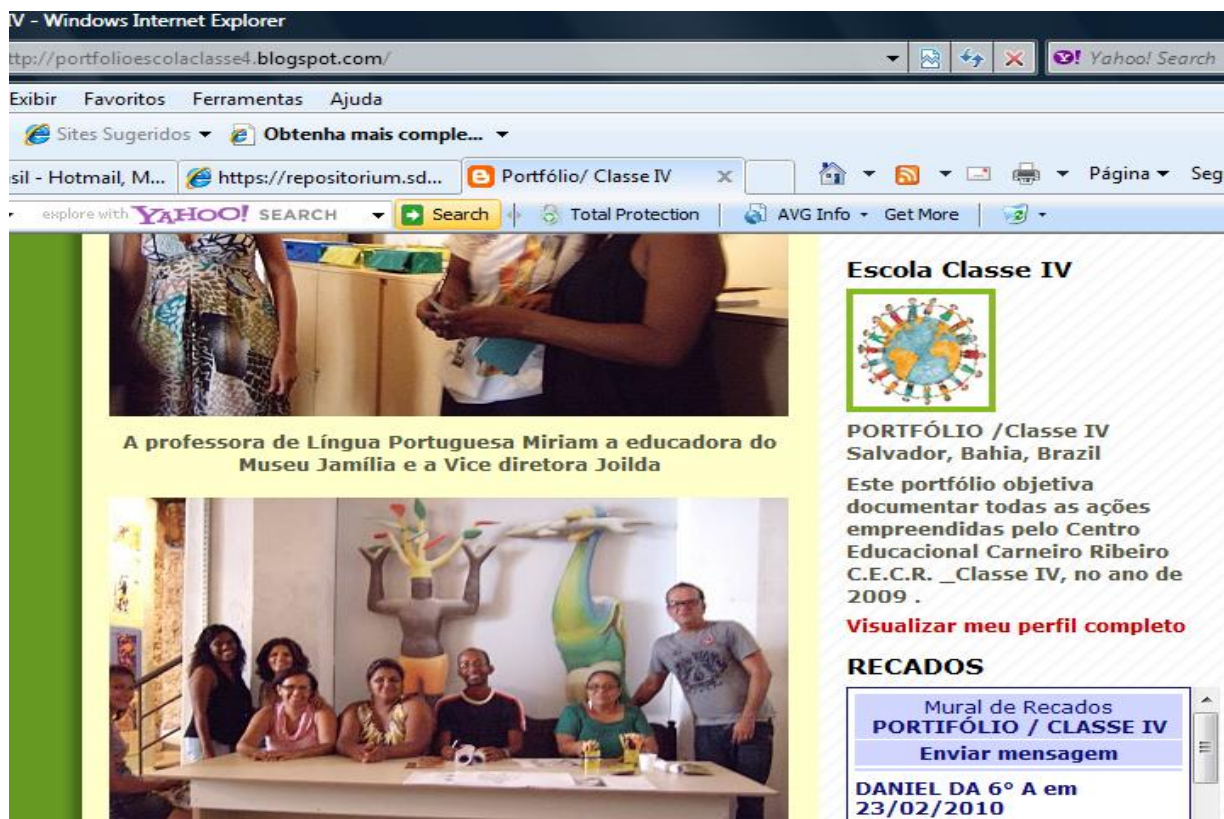 IV - Windows Internet Explorer
ttp://portfolioescolaclasse4.blogspot.com/
Yahoo! Search
Exibir Favoritos Ferramentas Ajuda
Sites Sugeridos Obtenha mais comple...
sil - Hotmail, M... https://repositorium.sd... Portfólio/ Classe IV Página Seg
explore with YAHOO! SEARCH Search Total Protection AVG Info Get More
A professora de Língua Portuguesa Miriam a educadora do
Museu Jamília e a Vice diretora Joilda
Escola Classe IV
PORTFÓLIO /Classe IV
Salvador, Bahia, Brazil
Este portfólio objetiva
documentar todas as ações
empreendidas pelo Centro
Educacional Carneiro Ribeiro
C.E.C.R. _Classe IV, no ano de
2009 .
Visualizar meu perfil completo
RECADOS
Mural de Recados
PORTIFÓLIO / CLASSE IV
Enviar mensagem
DANIEL DA 6° A em
23/02/2010